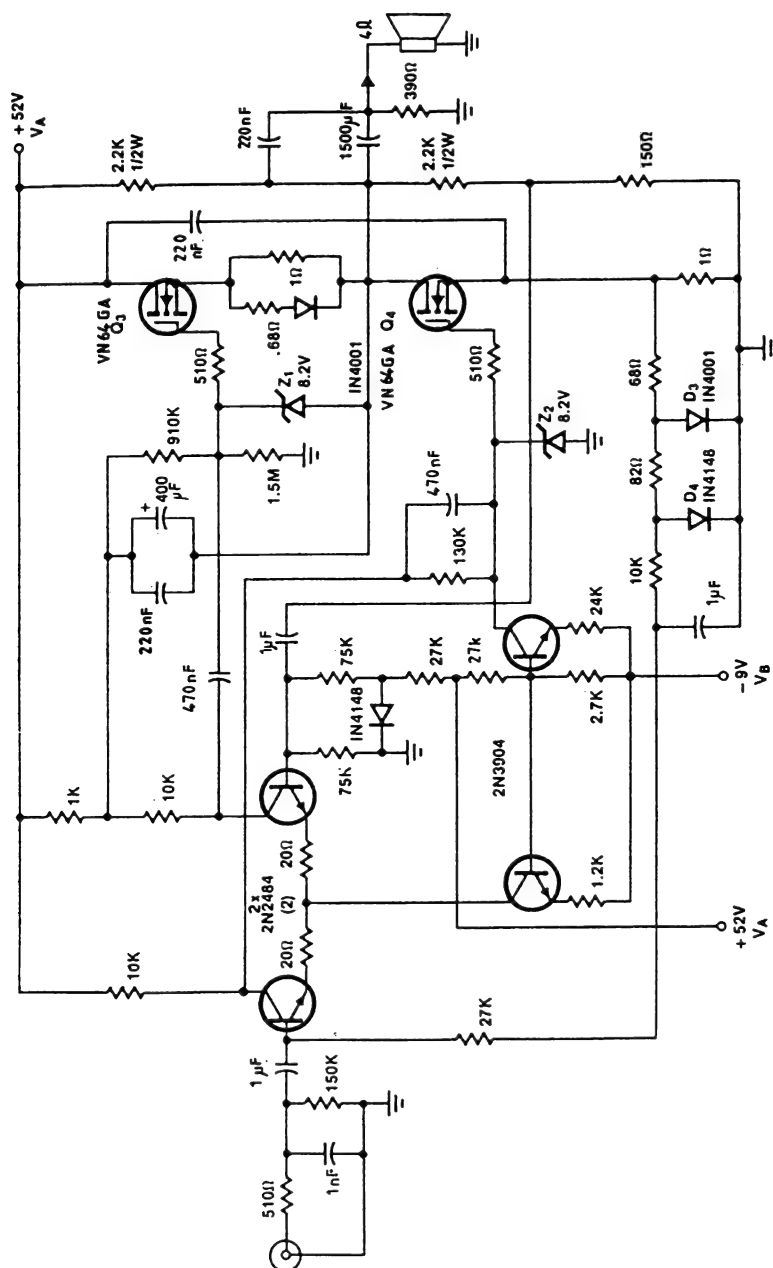 + 52V
VA
2.2K
1/2W
220nF
1500µF
4Ω
390Ω
2.2K
1/2W
150Ω
220
nF
VN64GA
Q3
510Ω
.68Ω
1Ω
Z1
8.2V
IN4001
VN64GA Q4
510Ω
Z2
8.2V
1Ω
68Ω
D3
IN4001
82Ω
D4
IN4148
10K
1µF
910K
1.5M
+
400
µF
220nF
470nF
470nF
130K
1µF
75K
IN4148
75K
27K
27k
2.7K
24K
2N3904
1.2K
- 9V
VB
+ 52V
VA
1K
10K
10K
20Ω
2x
2N2484
(2)
20Ω
27K
1µF
150K
1nF
510Ω